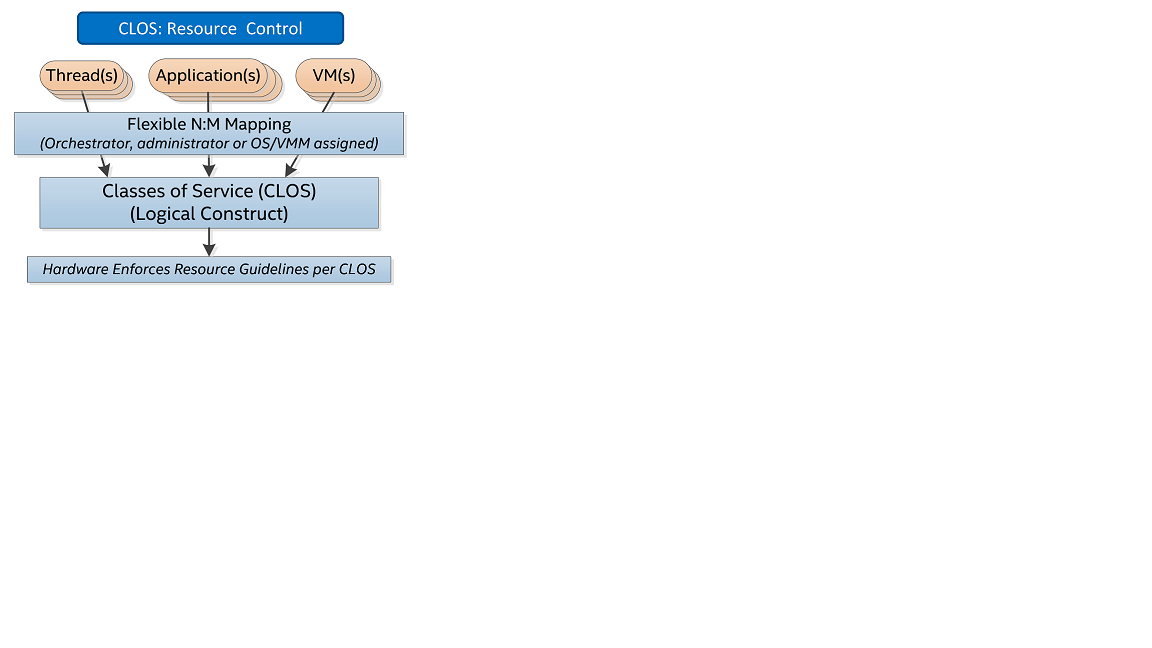 CLOS: Resource Control
Thread(s)
Application(s)
VM(s)
Flexible N:M Mapping
(Orchestrator, administrator or OS/VMM assigned)
Classes of Service (CLOS)
(Logical Construct)
Hardware Enforces Resource Guidelines per CLOS